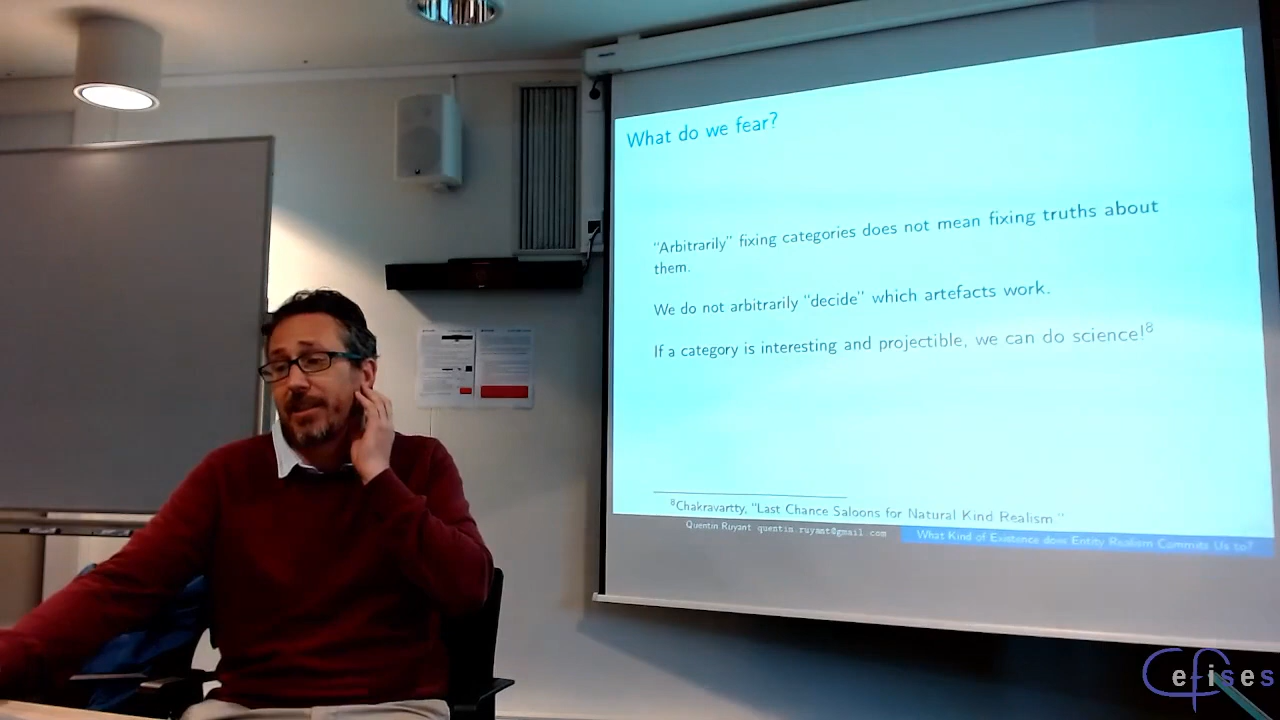 What do we fear?
“Arbitrarily” fixing categories does not mean fixing truths about
them.
We do not arbitrarily “decide” which artefacts work.
If a category is interesting and projectible, we can do science!⁸
⁸Chakravartty, “Last Chance Saloons for Natural Kind Realism”
Quentin Ruyant quentin.ruyant@gmail.com
What Kind of Existence does Entity Realism Commits Us to?
efises